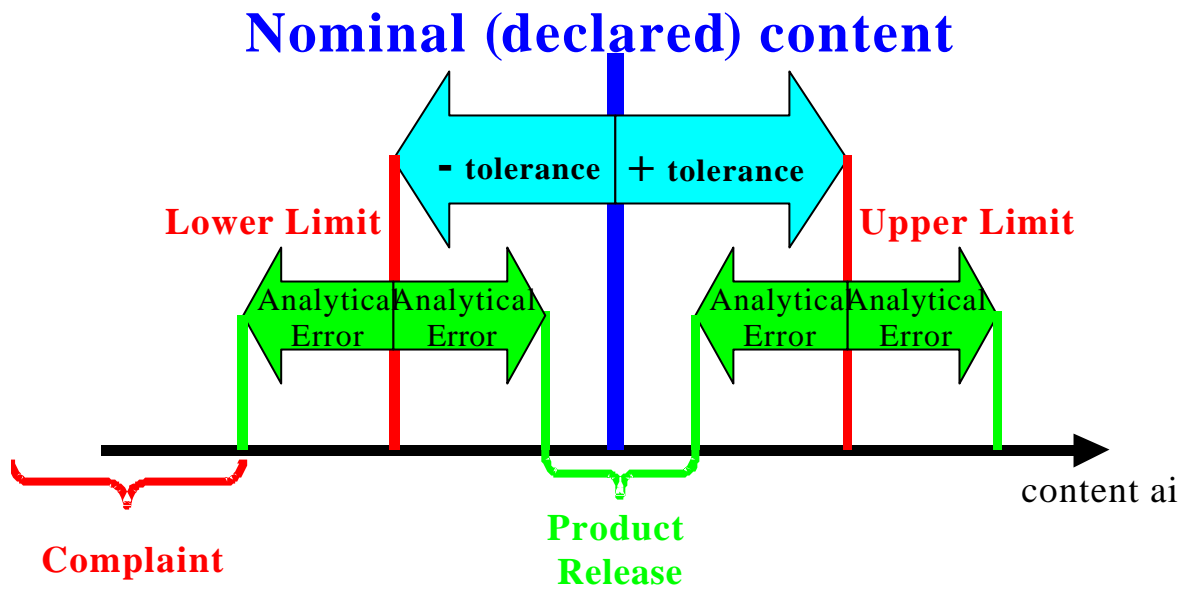 Nominal (declared) content
- tolerance
+ tolerance
Lower Limit
Upper Limit
Analytical
Error
Analytical
Error
Analytical
Error
Analytical
Error
content ai
Product
Release
Complaint